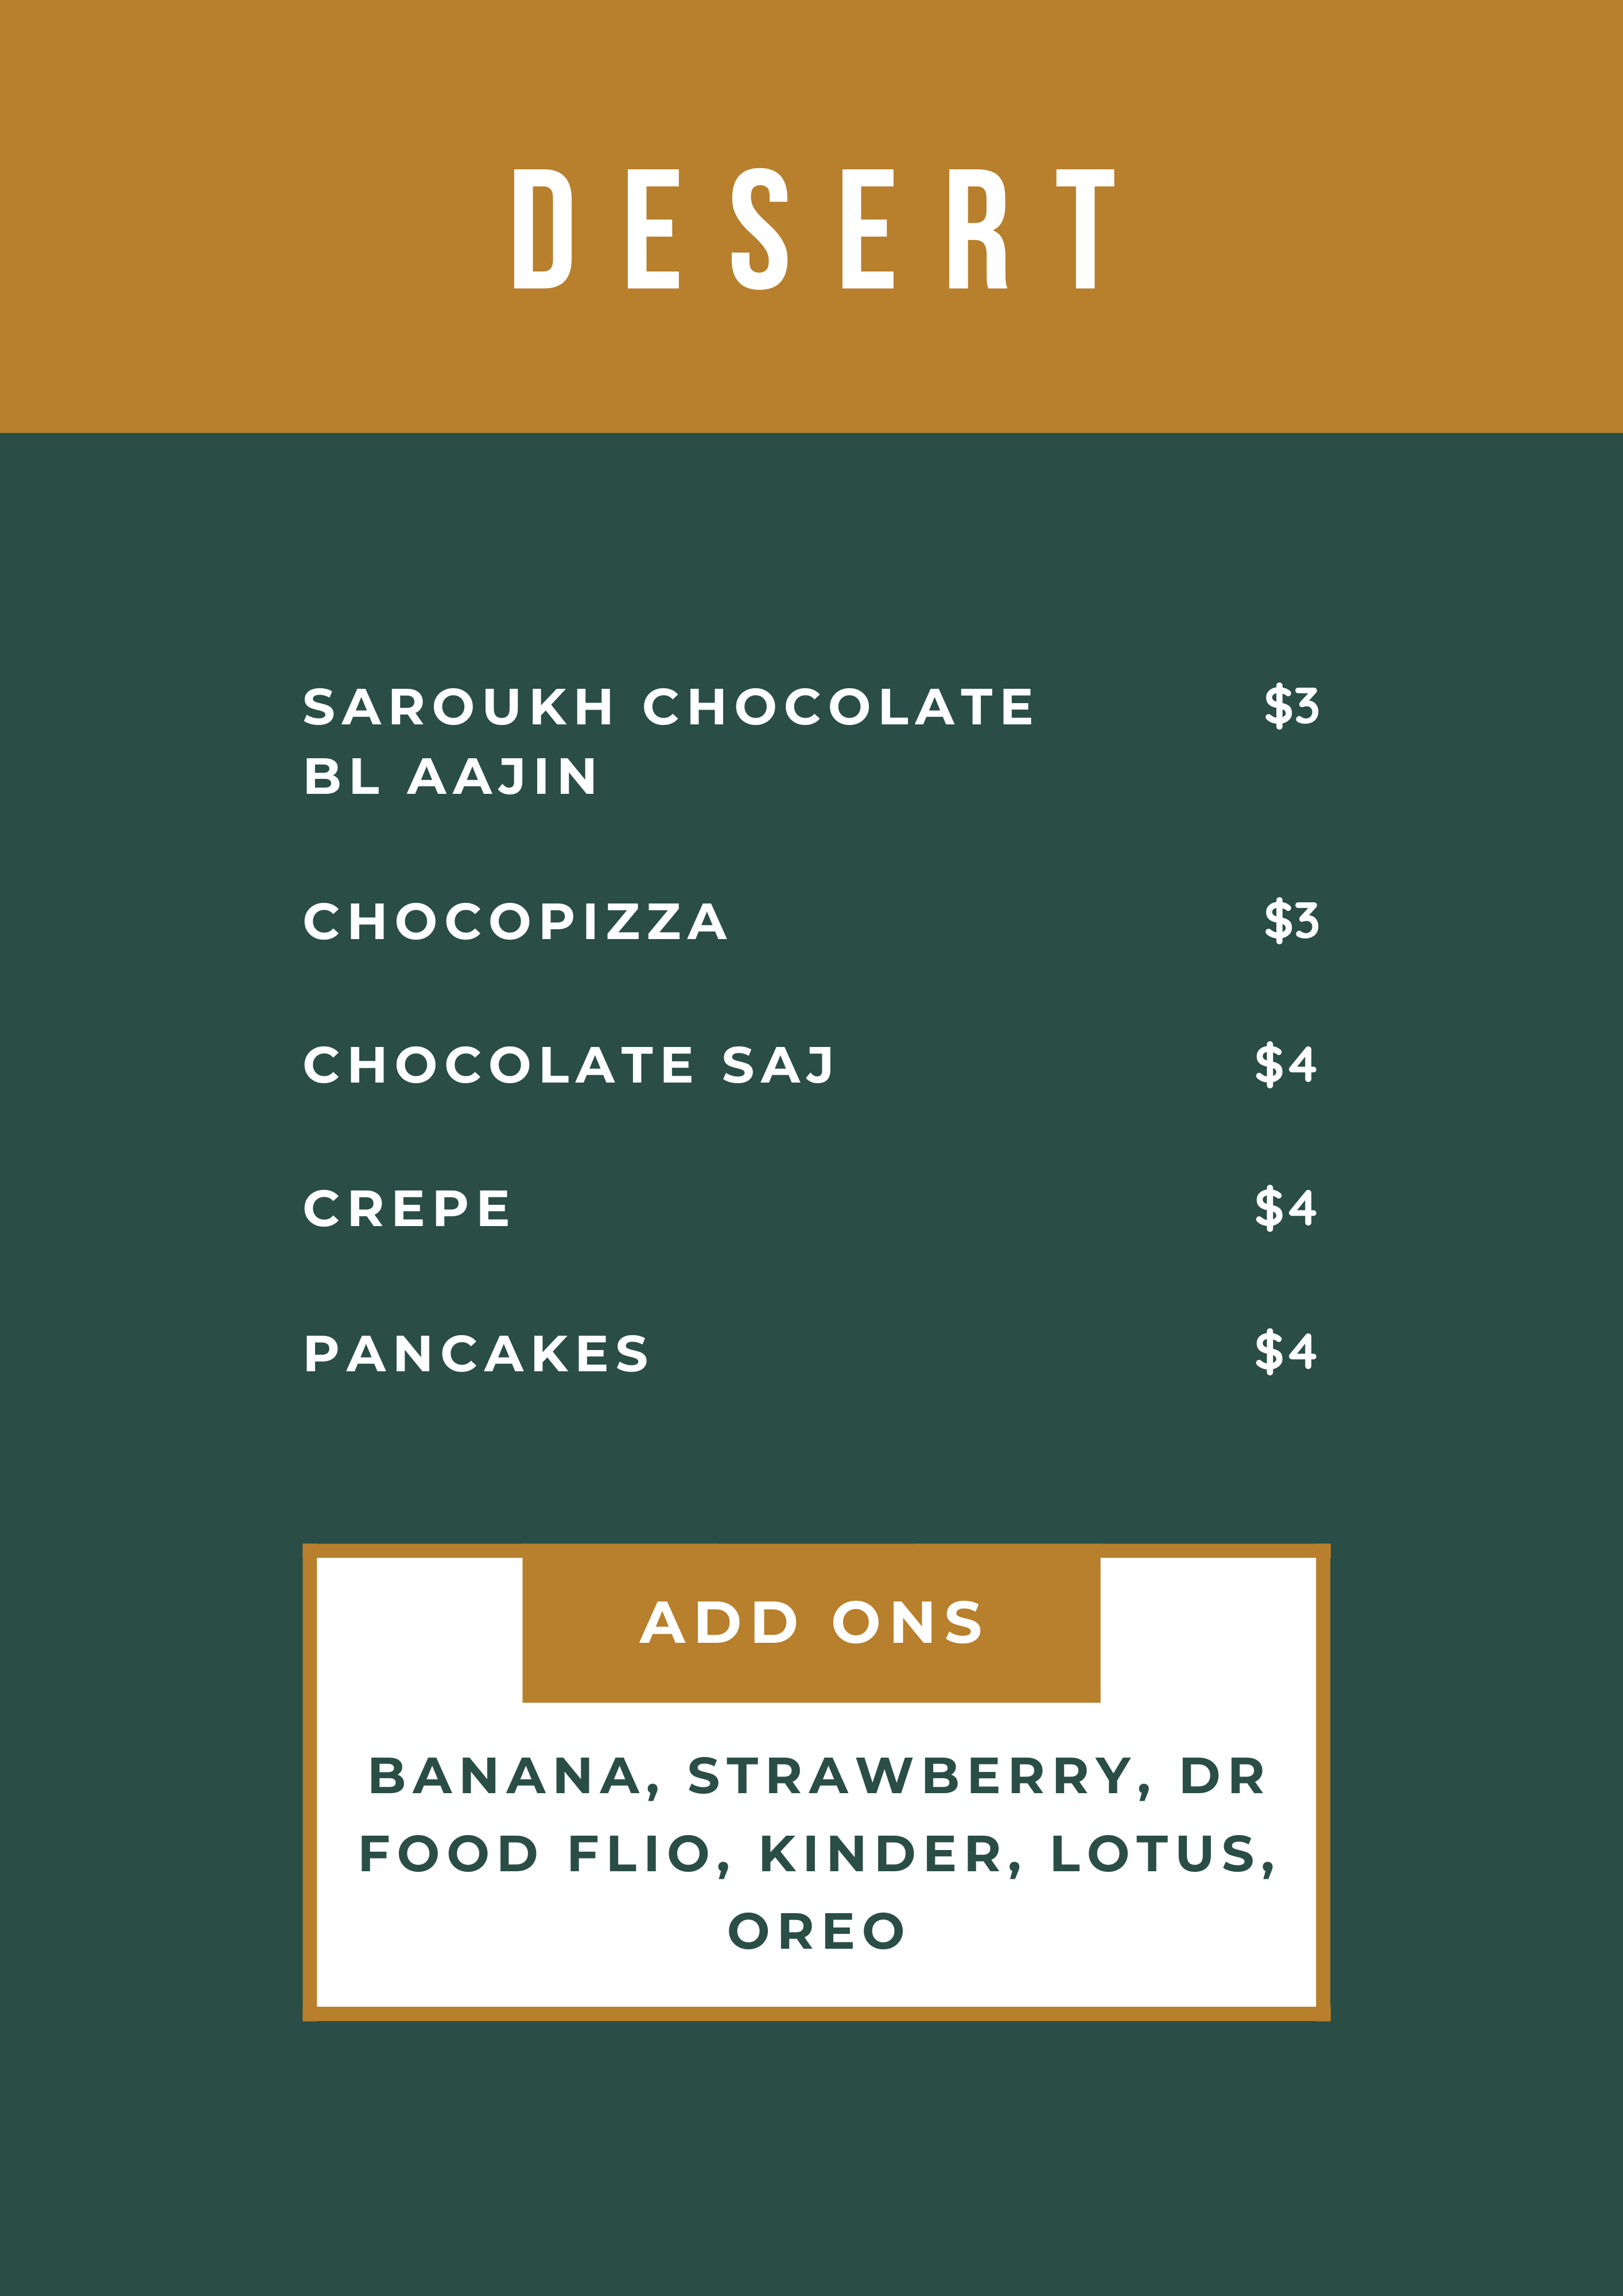 DESERT
SAROUKH CHOCOLATE $3
BL AAJIN
CHOCOPIZZA $3
CHOCOLATE SAJ $4
CREPE $4
PANCAKES $4
ADD ONS
BANANA, STRAWBERRY, DR
FOOD FLIO, KINDER, LOTUS,
OREO